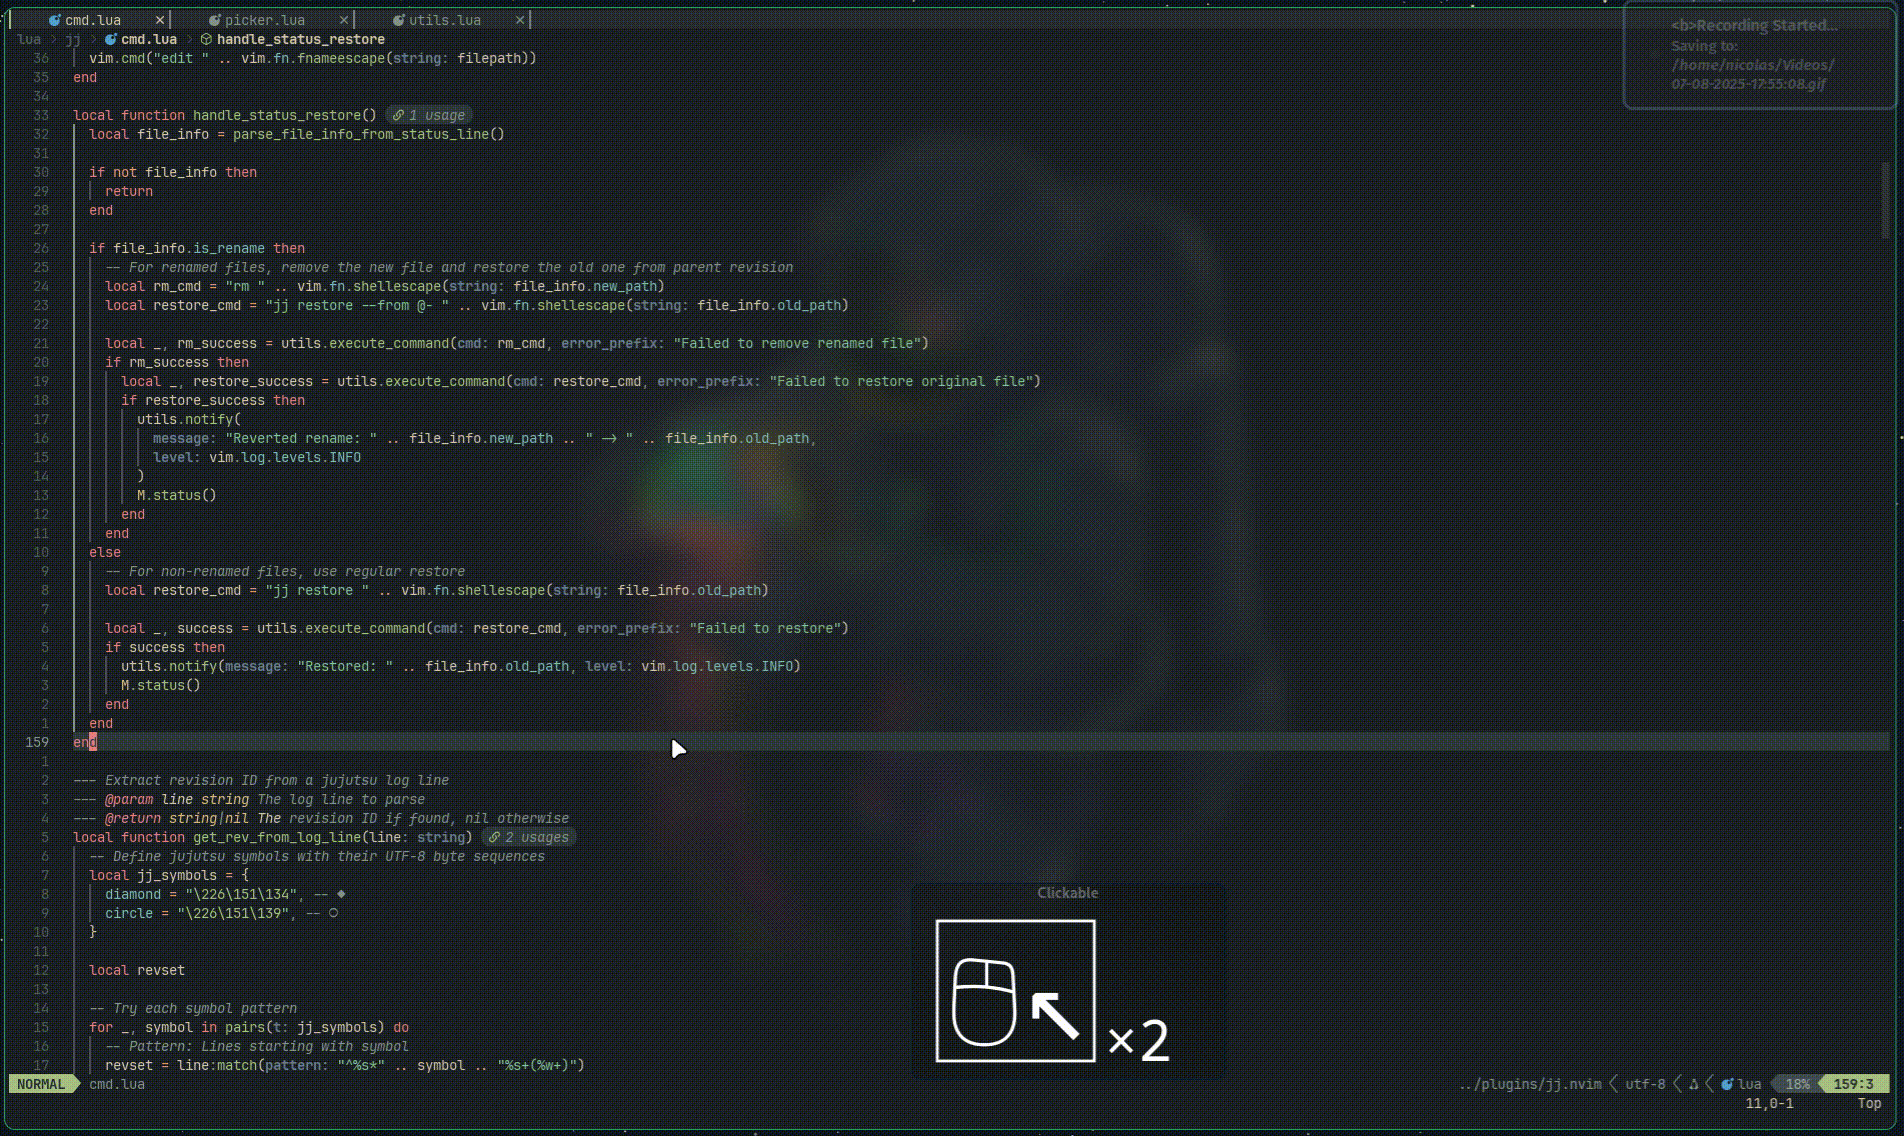 cmd.lua × picker.lua × utils.lua ×
lua > jj > cmd.lua > handle_status_restore
<b>Recording Started...
Saving to:
/home/nicolas/Videos/
07-08-2025-17:55:08.gif
36 vim.cmd("edit " .. vim.fn.fnameescape(string: filepath))
35 end
34
33 local function handle_status_restore() 1 usage
32 local file_info = parse_file_info_from_status_line()
31
30 if not file_info then
29 return
28 end
27
26 if file_info.is_rename then
25 -- For renamed files, remove the new file and restore the old one from parent revision
24 local rm_cmd = "rm " .. vim.fn.shellescape(string: file_info.new_path)
23 local restore_cmd = "jj restore --from @- " .. vim.fn.shellescape(string: file_info.old_path)
22
21 local _, rm_success = utils.execute_command(cmd: rm_cmd, error_prefix: "Failed to remove renamed file")
20 if rm_success then
19 local _, restore_success = utils.execute_command(cmd: restore_cmd, error_prefix: "Failed to restore original file")
18 if restore_success then
17 utils.notify(
16 message: "Reverted rename: " .. file_info.new_path .. " -> " .. file_info.old_path,
15 level: vim.log.levels.INFO
14 )
13 M.status()
12 end
11 end
10 else
9 -- For non-renamed files, use regular restore
8 local restore_cmd = "jj restore " .. vim.fn.shellescape(string: file_info.old_path)
7
6 local _, success = utils.execute_command(cmd: restore_cmd, error_prefix: "Failed to restore")
5 if success then
4 utils.notify(message: "Restored: " .. file_info.old_path, level: vim.log.levels.INFO)
3 M.status()
2 end
1 end
159 end
1
2 --- Extract revision ID from a jujutsu log line
3 --- @param line string The log line to parse
4 --- @return string|nil The revision ID if found, nil otherwise
5 local function get_rev_from_log_line(line: string) 2 usages
6 -- Define jujutsu symbols with their UTF-8 byte sequences
7 local jj_symbols = {
8 diamond = "\226\151\134", -- ◆
9 circle = "\226\151\139", -- ○
10 }
11
12 local revset
13
14 -- Try each symbol pattern
15 for _, symbol in pairs(t: jj_symbols) do
16 -- Pattern: Lines starting with symbol
17 revset = line:match(pattern: "^%s*" .. symbol .. "%s+(%w+)")
Clickable
×2
NORMAL cmd.lua ../plugins/jj.nvim utf-8 lua 18% 159:3
11,0-1 Top